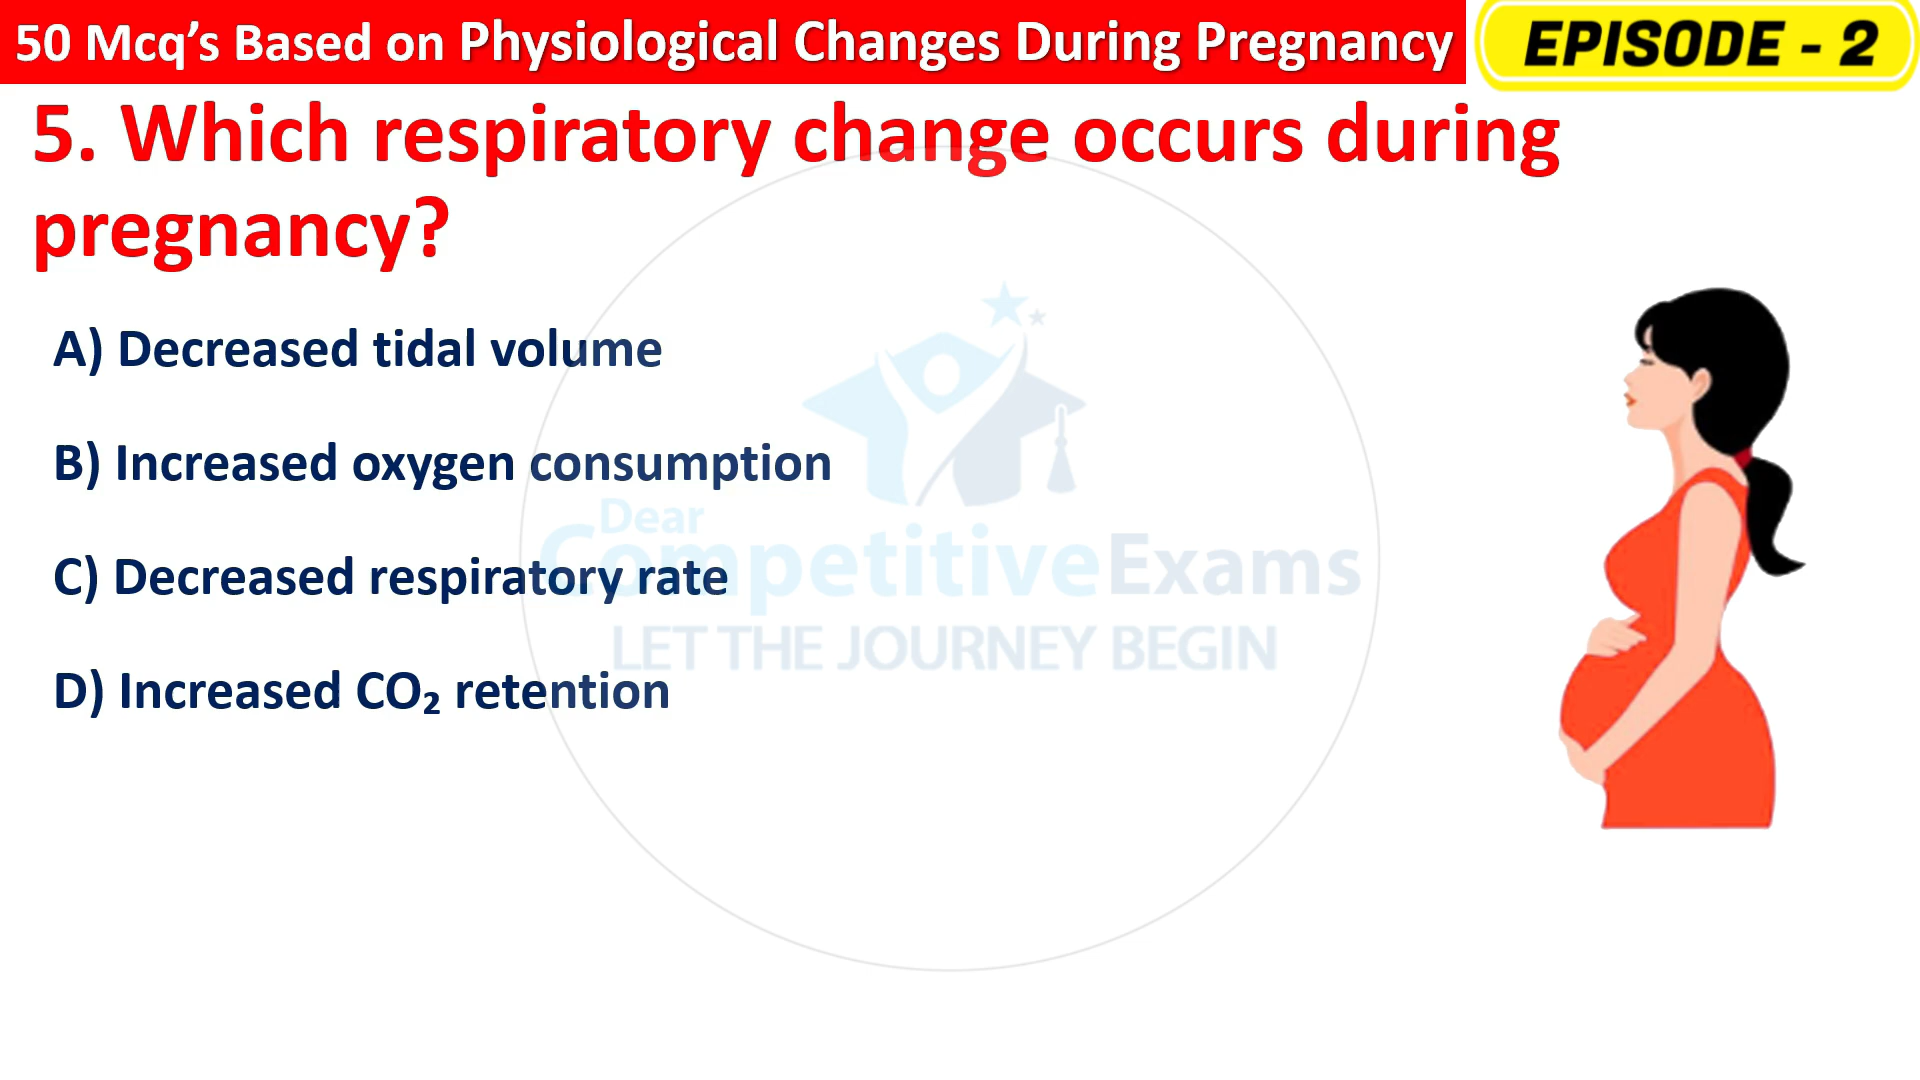 50 Mcq’s Based on Physiological Changes During Pregnancy
EPISODE - 2
5. Which respiratory change occurs during
pregnancy?
A) Decreased tidal volume
B) Increased oxygen consumption
C) Decreased respiratory rate
D) Increased CO₂ retention
Dear
CompetitiveExams
LET THE JOURNEY BEGIN